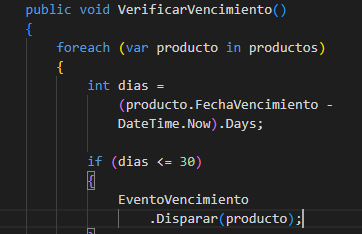 public void VerificarVencimiento()
{
foreach (var producto in productos)
{
int dias =
(producto.FechaVencimiento -
DateTime.Now).Days;
if (dias <= 30)
{
EventoVencimiento
.Disparar(producto);
}